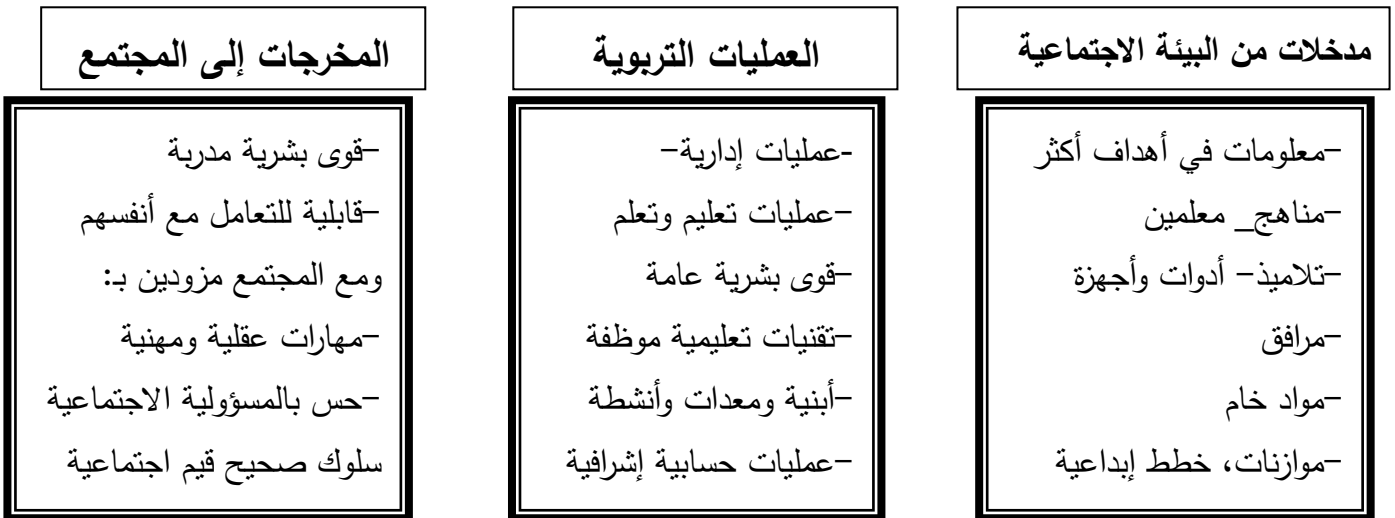 مدخلات من البيئة الاجتماعية
-معلومات في أهداف أكثر
-مناهج_ معلمين
-تلاميذ- أدوات وأجهزة
-مرافق
-مواد خام
-موازنات، خطط إبداعية
العمليات التربوية
-عمليات إدارية-
-عمليات تعليم وتعلم
-قوى بشرية عامة
-تقنيات تعليمية موظفة
-أبنية ومعدات وأنشطة
-عمليات حسابية إشرافية
المخرجات إلى المجتمع
-قوى بشرية مدربة
-قابلية للتعامل مع أنفسهم
ومع المجتمع مزودين بـ:
-مهارات عقلية ومهنية
-حس بالمسؤولية الاجتماعية
سلوك صحيح قيم اجتماعية